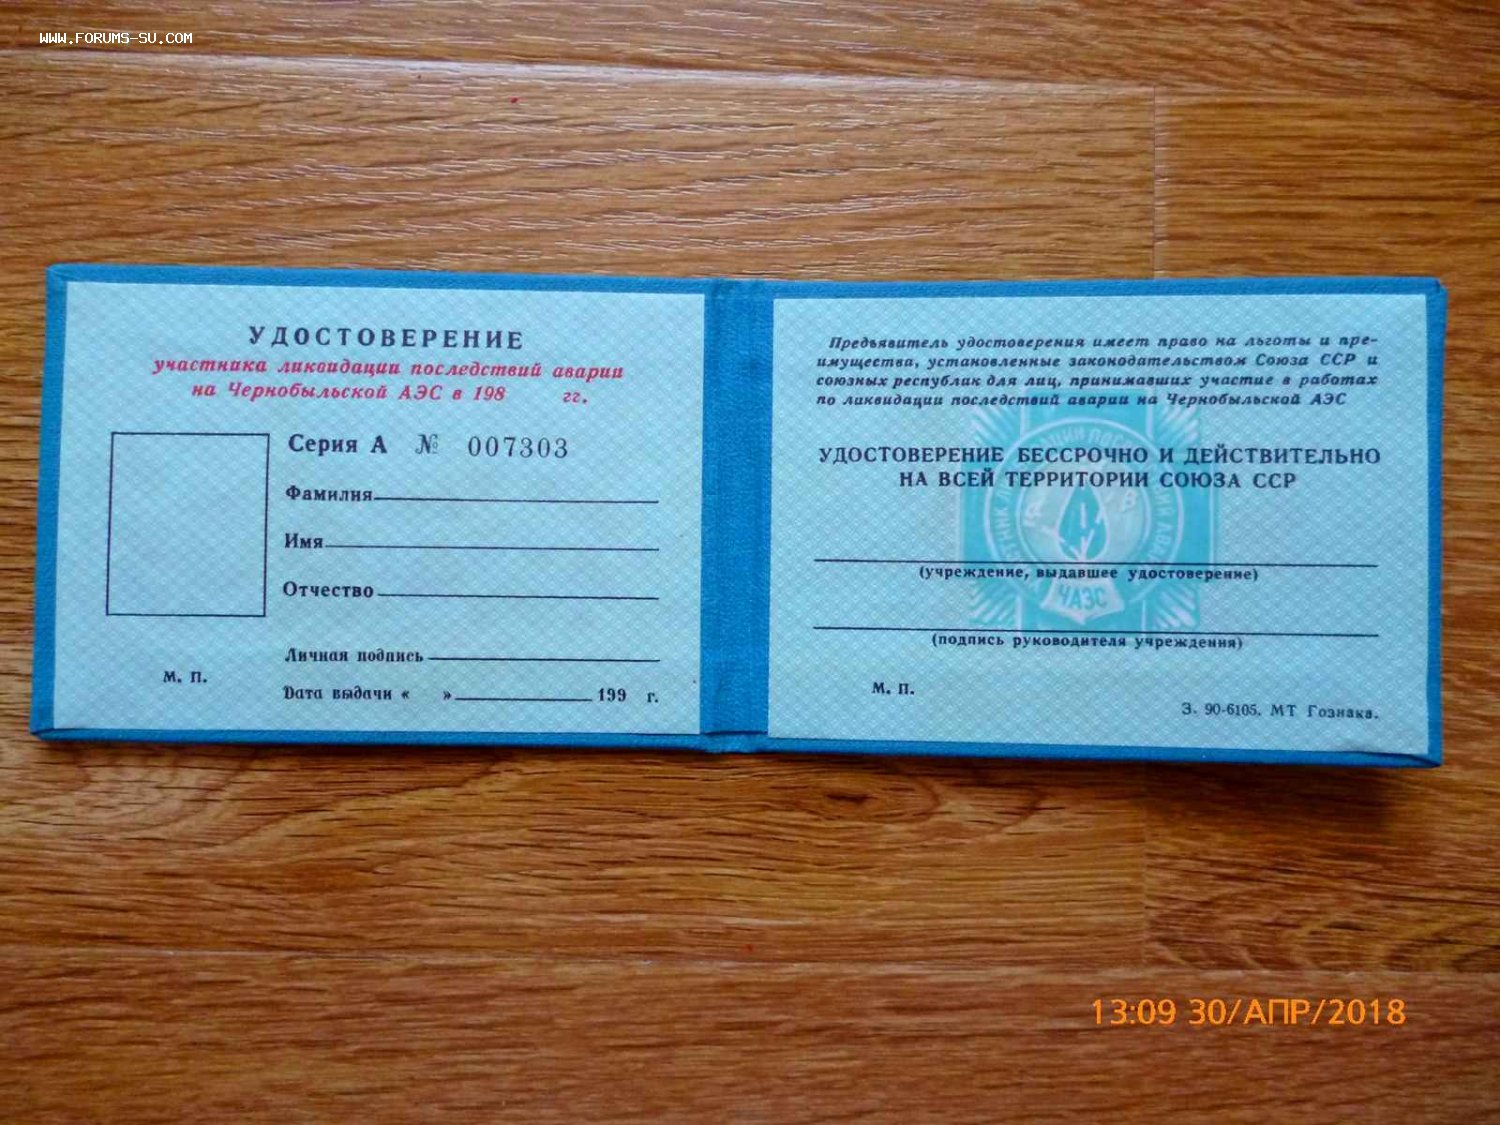 WWW.FORUMS-SU.COM
УДОСТОВЕРЕНИЕ
участника ликвидации последствий аварии
на Чернобыльской АЭС в 198 гг.
Серия А № 007303
Фамилия
Имя
Отчество
Личная подпись
М. П.
Дата выдачи « » 199 г.
Предъявитель удостоверения имеет право на льготы и пре-
имущества, установленные законодательством Союза ССР и
союзных республик для лиц, принимавших участие в работах
по ликвидации последствий аварии на Чернобыльской АЭС
УДОСТОВЕРЕНИЕ БЕССРОЧНО И ДЕЙСТВИТЕЛЬНО
НА ВСЕЙ ТЕРРИТОРИИ СОЮЗА ССР
(учреждение, выдавшее удостоверение)
ЧАЭС
(подпись руководителя учреждения)
М. П.
З. 90-6105. МТ Гознака.
13:09 30/АПР/2018